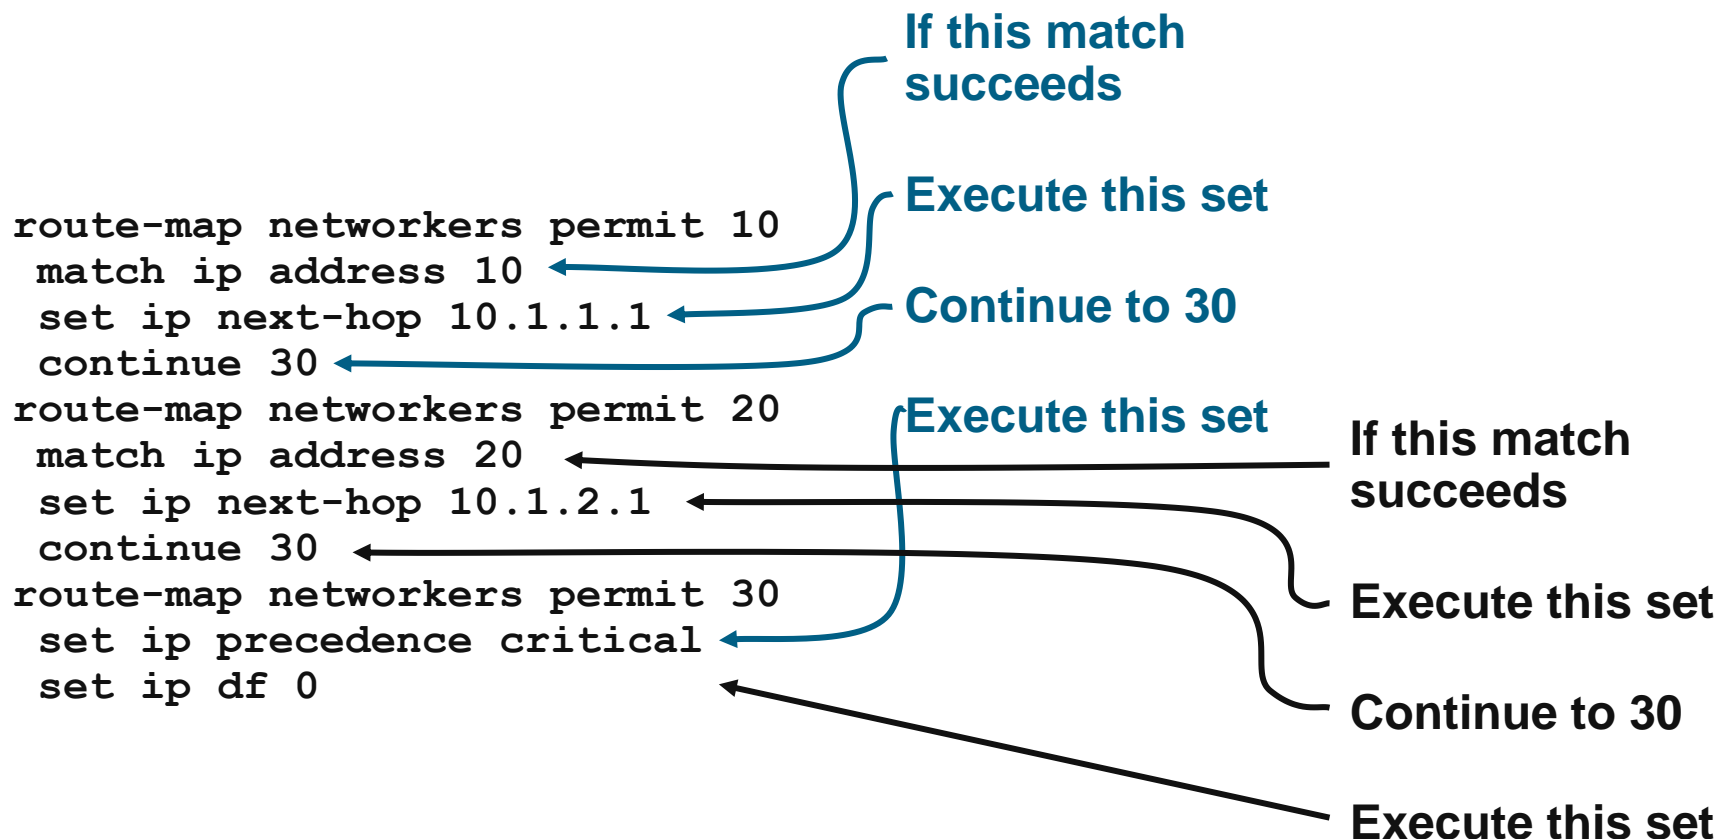 If this match
succeeds
Execute this set
route-map networkers permit 10
match ip address 10
set ip next-hop 10.1.1.1
Continue to 30
continue 30
route-map networkers permit 20
Execute this set
If this match
succeeds
match ip address 20
set ip next-hop 10.1.2.1
continue 30
route-map networkers permit 30
Execute this set
set ip precedence critical
set ip df 0
Continue to 30
Execute this set